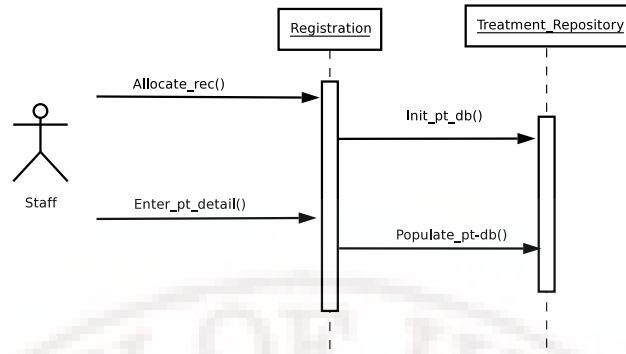 Registration
Treatment_Repository
Allocate_rec()
Init_pt_db()
Staff
Enter_pt_detail()
Populate_pt-db()